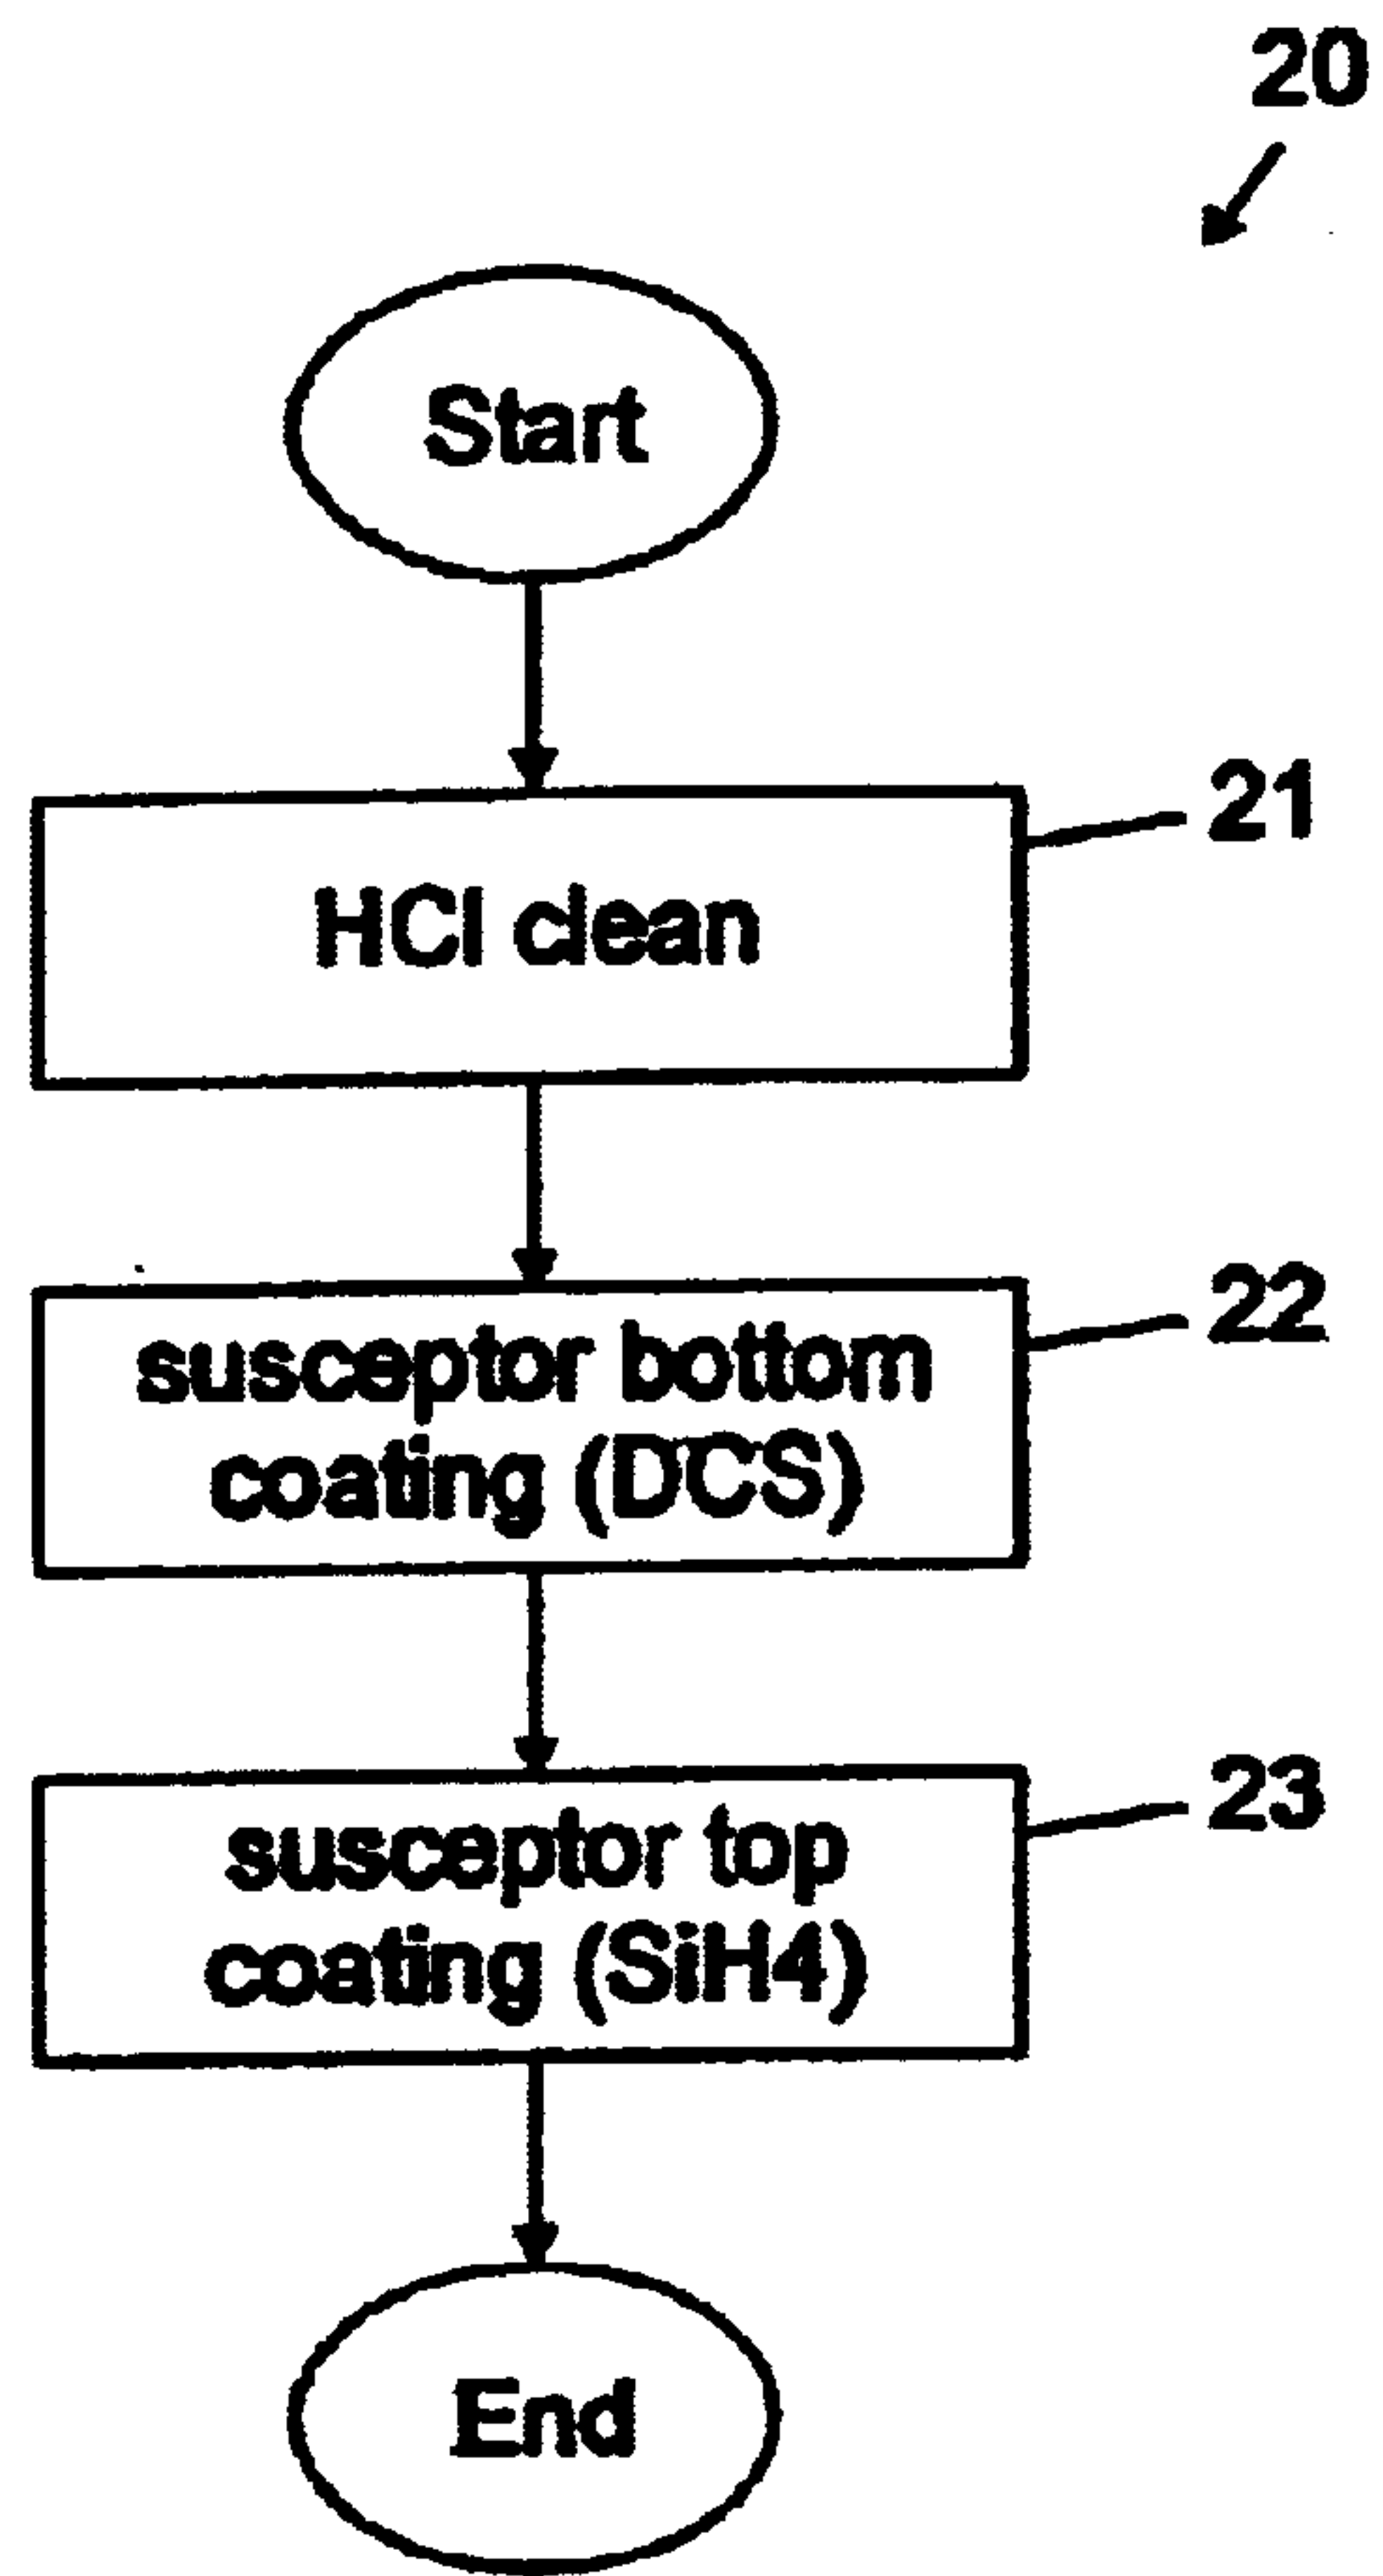 20
Start
HCl clean
21
susceptor bottom
coating (DCS)
22
susceptor top
coating (SiH4)
23
End